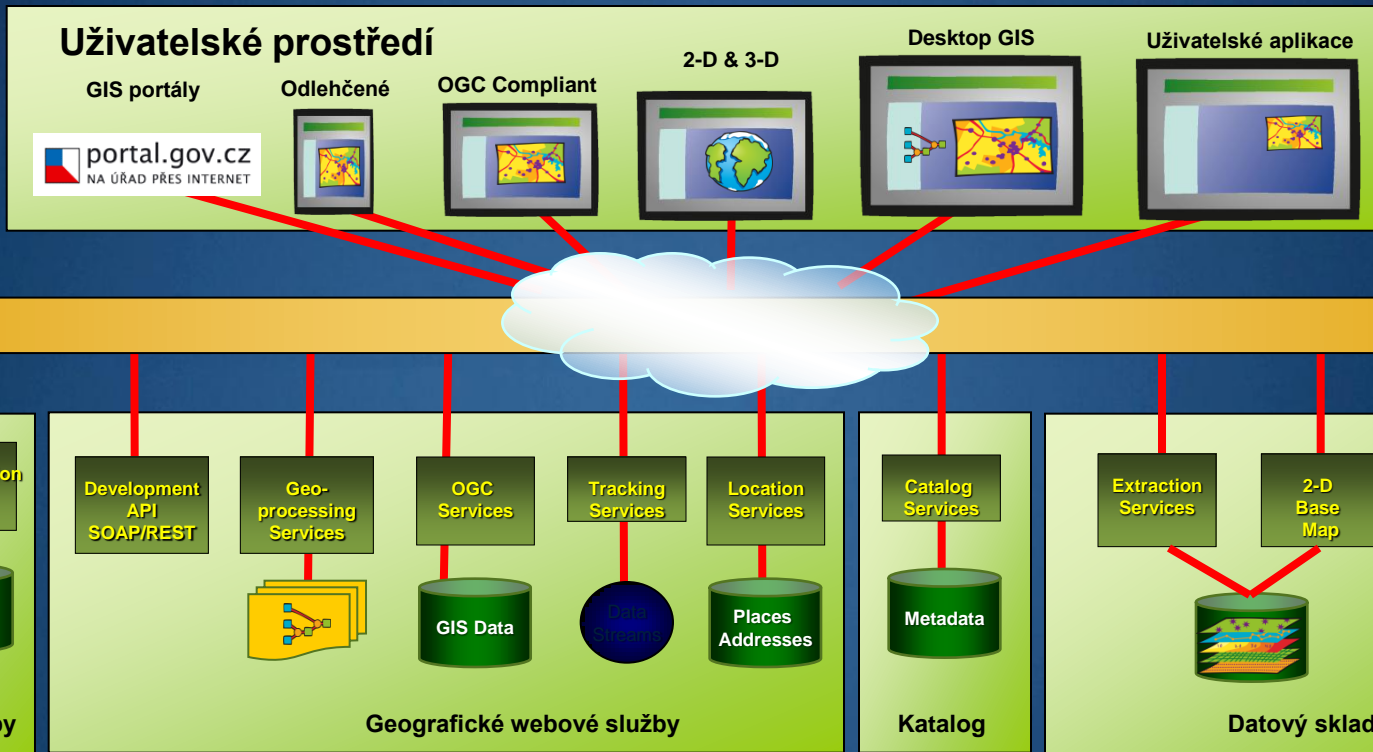 Uživatelské prostředí
GIS portály
Odlehčené
OGC Compliant
2-D & 3-D
Desktop GIS
Uživatelské aplikace
portal.gov.cz
NA ÚŘAD PŘES INTERNET
on
Development
API
SOAP/REST
Geo-
processing
Services
OGC
Services
Tracking
Services
Location
Services
Catalog
Services
Extraction
Services
2-D
Base
Map
GIS Data
Data
Streams
Places
Addresses
Metadata
by
Geografické webové služby
Katalog
Datový sklad